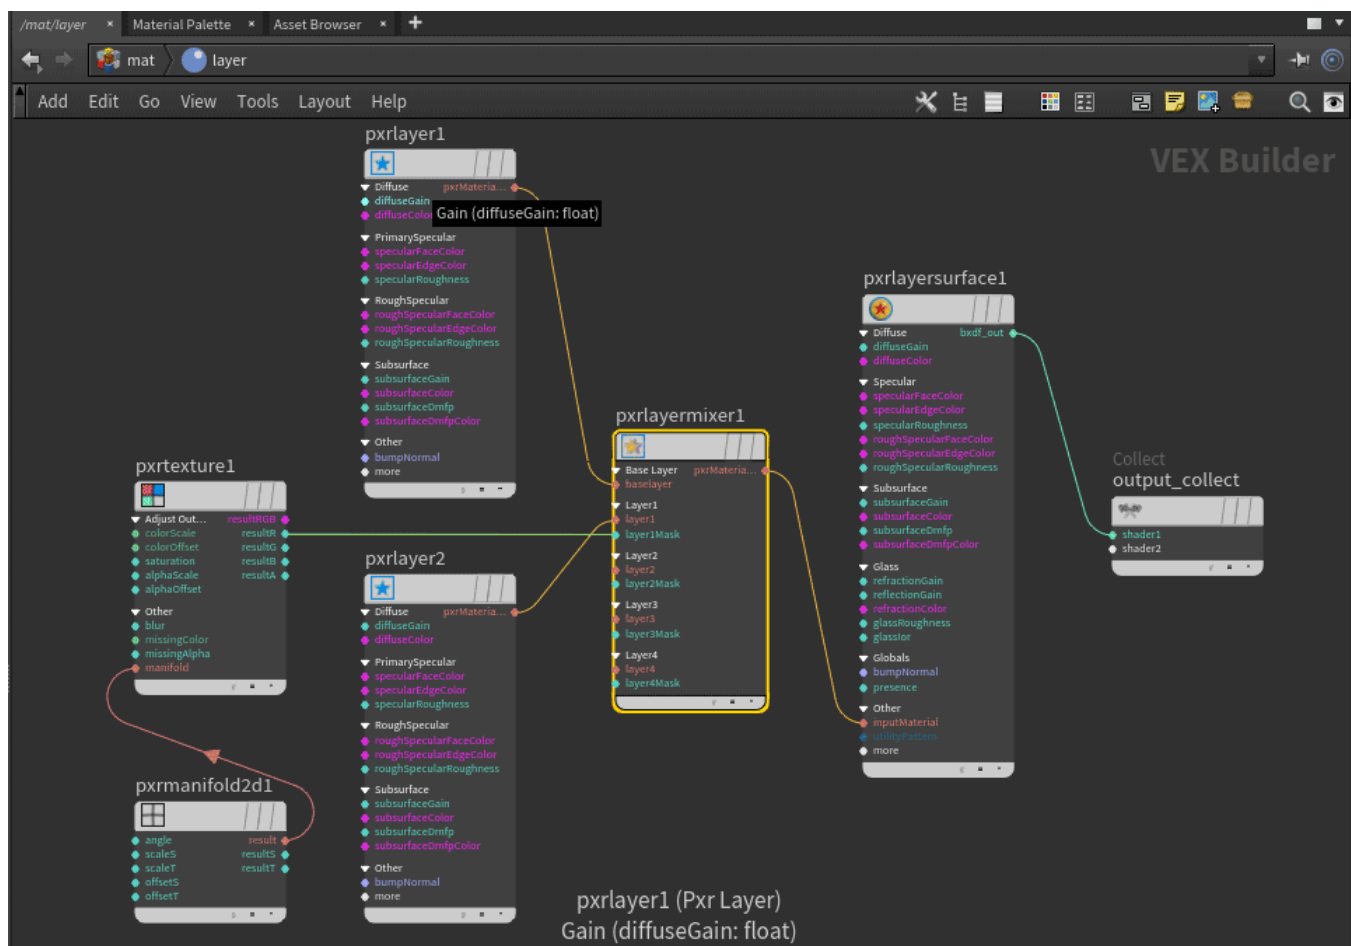 /mat/layer × Material Palette × Asset Browser × +
mat layer
Add Edit Go View Tools Layout Help
VEX Builder
pxrlayer1
Diffuse pxrMateria...
diffuseGain
diffuseColo
Gain (diffuseGain: float)
PrimarySpecular
specularFaceColor
specularEdgeColor
specularRoughness
RoughSpecular
roughSpecularFaceColor
roughSpecularEdgeColor
roughSpecularRoughness
Subsurface
subsurfaceGain
subsurfaceColor
subsurfaceDmfp
subsurfaceDmfpColor
Other
bumpNormal
more
pxrtexture1
Adjust Out... resultRGB
colorScale resultR
colorOffset resultG
saturation resultB
alphaScale resultA
alphaOffset
Other
blur
missingColor
missingAlpha
manifold
pxrmanifold2d1
angle result
scaleS resultS
scaleT resultT
offsetS
offsetT
pxrlayer2
Diffuse pxrMateria...
diffuseGain
diffuseColor
PrimarySpecular
specularFaceColor
specularEdgeColor
specularRoughness
RoughSpecular
roughSpecularFaceColor
roughSpecularEdgeColor
roughSpecularRoughness
Subsurface
subsurfaceGain
subsurfaceColor
subsurfaceDmfp
subsurfaceDmfpColor
Other
bumpNormal
more
pxrlayermixer1
Base Layer pxrMateria...
baselayer
Layer1
layer1
layer1Mask
Layer2
layer2
layer2Mask
Layer3
layer3
layer3Mask
Layer4
layer4
layer4Mask
pxrlayersurface1
Diffuse bxdf_out
diffuseGain
diffuseColor
Specular
specularFaceColor
specularEdgeColor
specularRoughness
roughSpecularFaceColor
roughSpecularEdgeColor
roughSpecularRoughness
Subsurface
subsurfaceGain
subsurfaceColor
subsurfaceDmfp
subsurfaceDmfpColor
Glass
refractionGain
reflectionGain
refractionColor
glassRoughness
glassIor
Globals
bumpNormal
presence
Other
inputMaterial
utilityPattern
more
Collect
output_collect
shader1
shader2
pxrlayer1 (Pxr Layer)
Gain (diffuseGain: float)